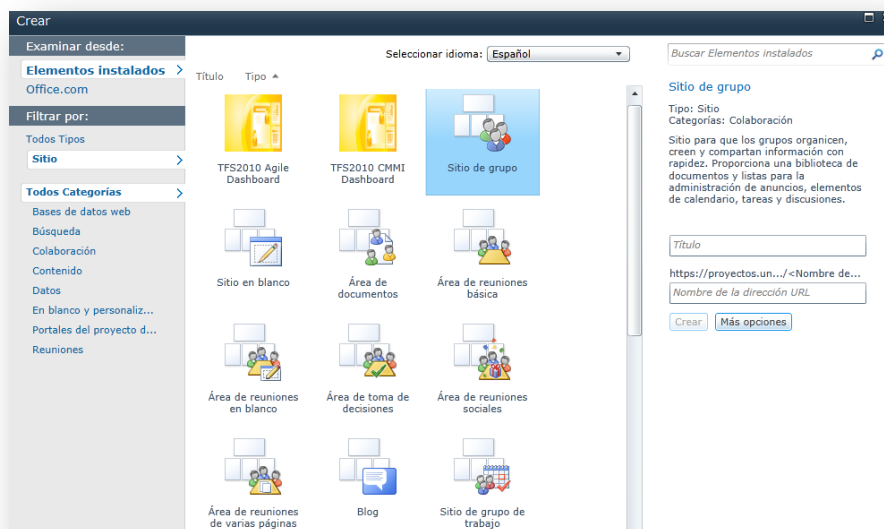 Crear
Examinar desde:
Elementos instalados
Office.com
Filtrar por:
Todos Tipos
Sitio
Todos Categorías
Bases de datos web
Búsqueda
Colaboración
Contenido
Datos
En blanco y personaliz...
Portales del proyecto d...
Reuniones
Seleccionar idioma: Español
Título Tipo
TFS2010 Agile
Dashboard
TFS2010 CMMI
Dashboard
Sitio de grupo
Sitio en blanco
Área de
documentos
Área de reuniones
básica
Área de reuniones
en blanco
Área de toma de
decisiones
Área de reuniones
sociales
Área de reuniones
de varias páginas
Blog
Sitio de grupo de
trabajo
Buscar Elementos instalados
Sitio de grupo
Tipo: Sitio
Categorías: Colaboración
Sitio para que los grupos organicen,
creen y compartan información con
rapidez. Proporciona una biblioteca de
documentos y listas para la
administración de anuncios, elementos
de calendario, tareas y discusiones.
Título
https://proyectos.un.../<Nombre de...
Nombre de la dirección URL
Crear Más opciones